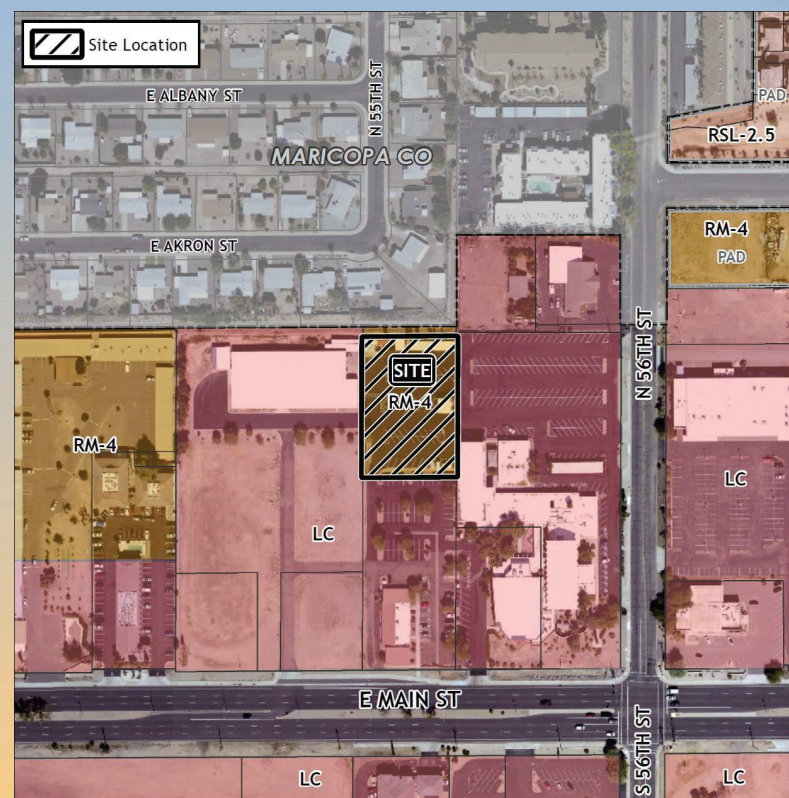 Site Location
E ALBANY ST
N 55TH ST
PAD
RSL-2.5
MARICOPA CO
E AKRON ST
RM-4
PAD
N 56TH ST
SITE
RM-4
RM-4
LC
LC
E MAIN ST
S 56TH ST
LC
LC